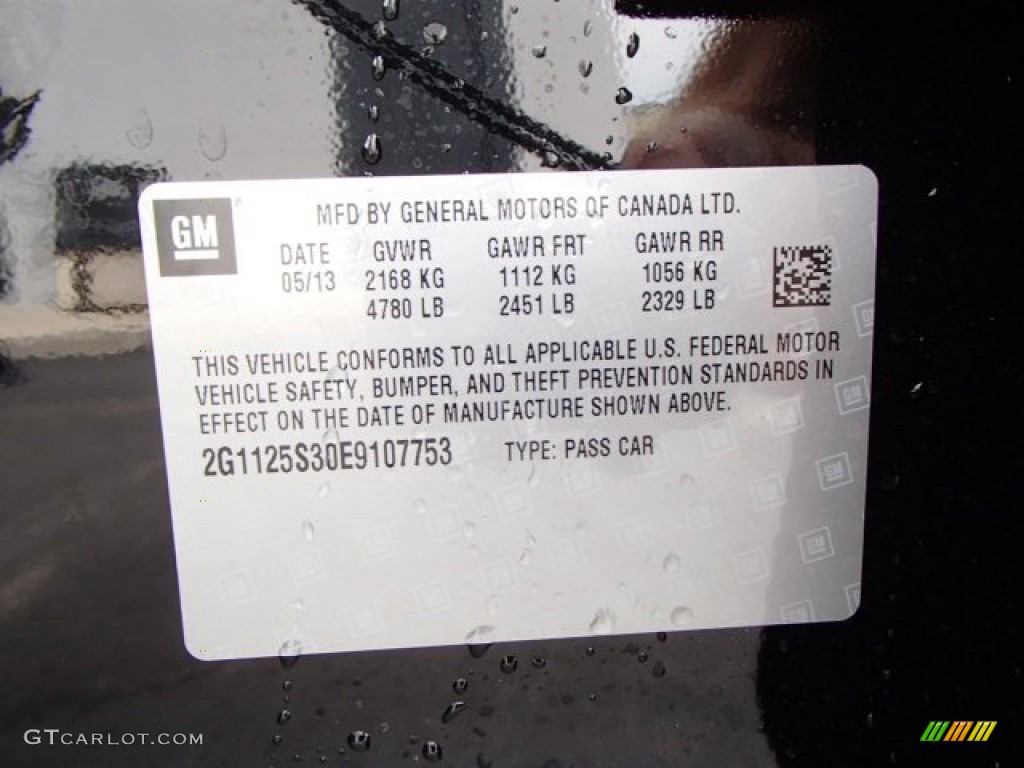 GM
MFD BY GENERAL MOTORS OF CANADA LTD.
DATE GVWR GAWR FRT GAWR RR
05/13 2168 KG 1112 KG 1056 KG
4780 LB 2451 LB 2329 LB
THIS VEHICLE CONFORMS TO ALL APPLICABLE U.S. FEDERAL MOTOR
VEHICLE SAFETY, BUMPER, AND THEFT PREVENTION STANDARDS IN
EFFECT ON THE DATE OF MANUFACTURE SHOWN ABOVE.
2G1125S30E9107753 TYPE: PASS CAR
GTCARLOT.COM